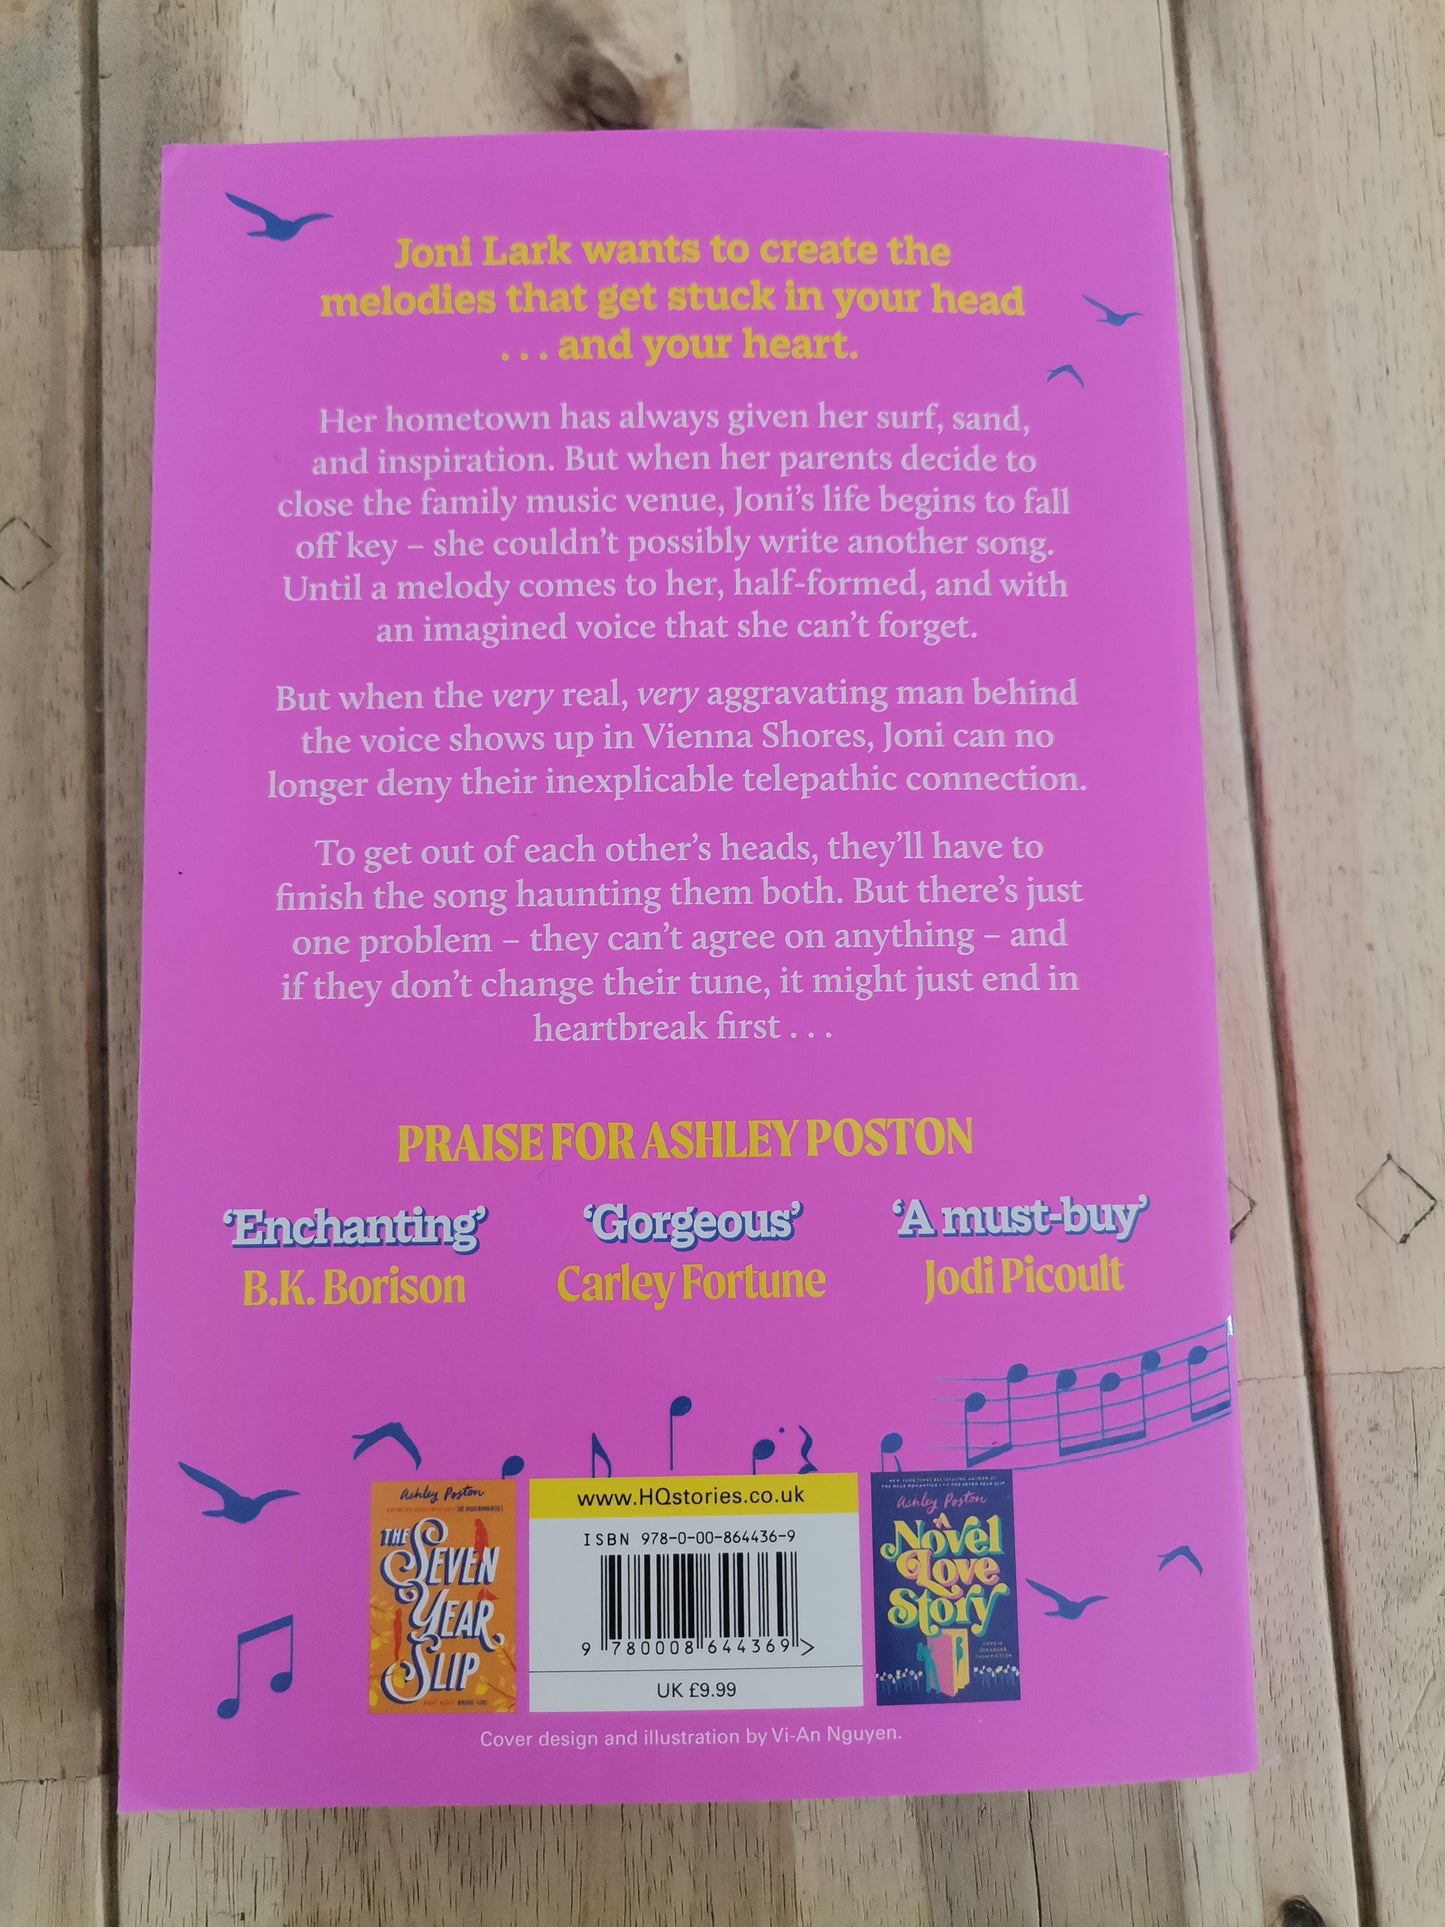 Joni Lark wants to create the
melodies that get stuck in your head
. . . and your heart.
Her hometown has always given her surf, sand,
and inspiration. But when her parents decide to
close the family music venue, Joni’s life begins to fall
off key – she couldn’t possibly write another song.
Until a melody comes to her, half-formed, and with
an imagined voice that she can’t forget.
But when the very real, very aggravating man behind
the voice shows up in Vienna Shores, Joni can no
longer deny their inexplicable telepathic connection.
To get out of each other’s heads, they’ll have to
finish the song haunting them both. But there’s just
one problem – they can’t agree on anything – and
if they don’t change their tune, it might just end in
heartbreak first . . .
PRAISE FOR ASHLEY POSTON
‘Enchanting’
B.K. Borison
‘Gorgeous’
Carley Fortune
‘A must-buy’
Jodi Picoult
Ashley Poston
THE
SEVEN
YEAR
SLIP
www.HQstories.co.uk
ISBN 978-0-00-864436-9
9 780008 644369 >
UK £9.99
Ashley Poston
A
NOVEL
LOVE
STORY
Cover design and illustration by Vi-An Nguyen.